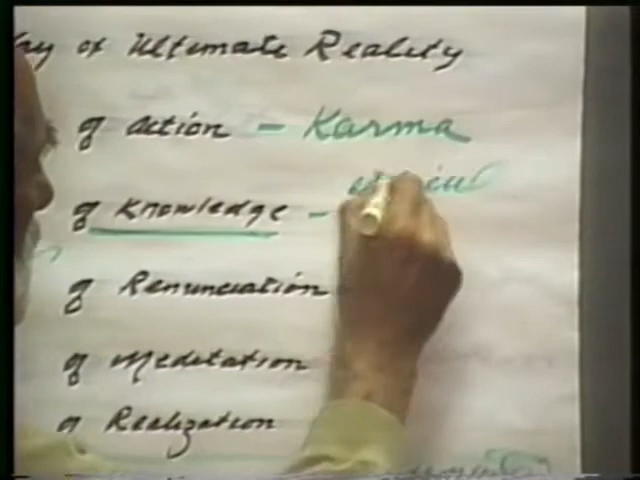 of Ultimate Reality
of Action – Karma
of Knowledge –
of Renunciation
of Meditation
of Realization